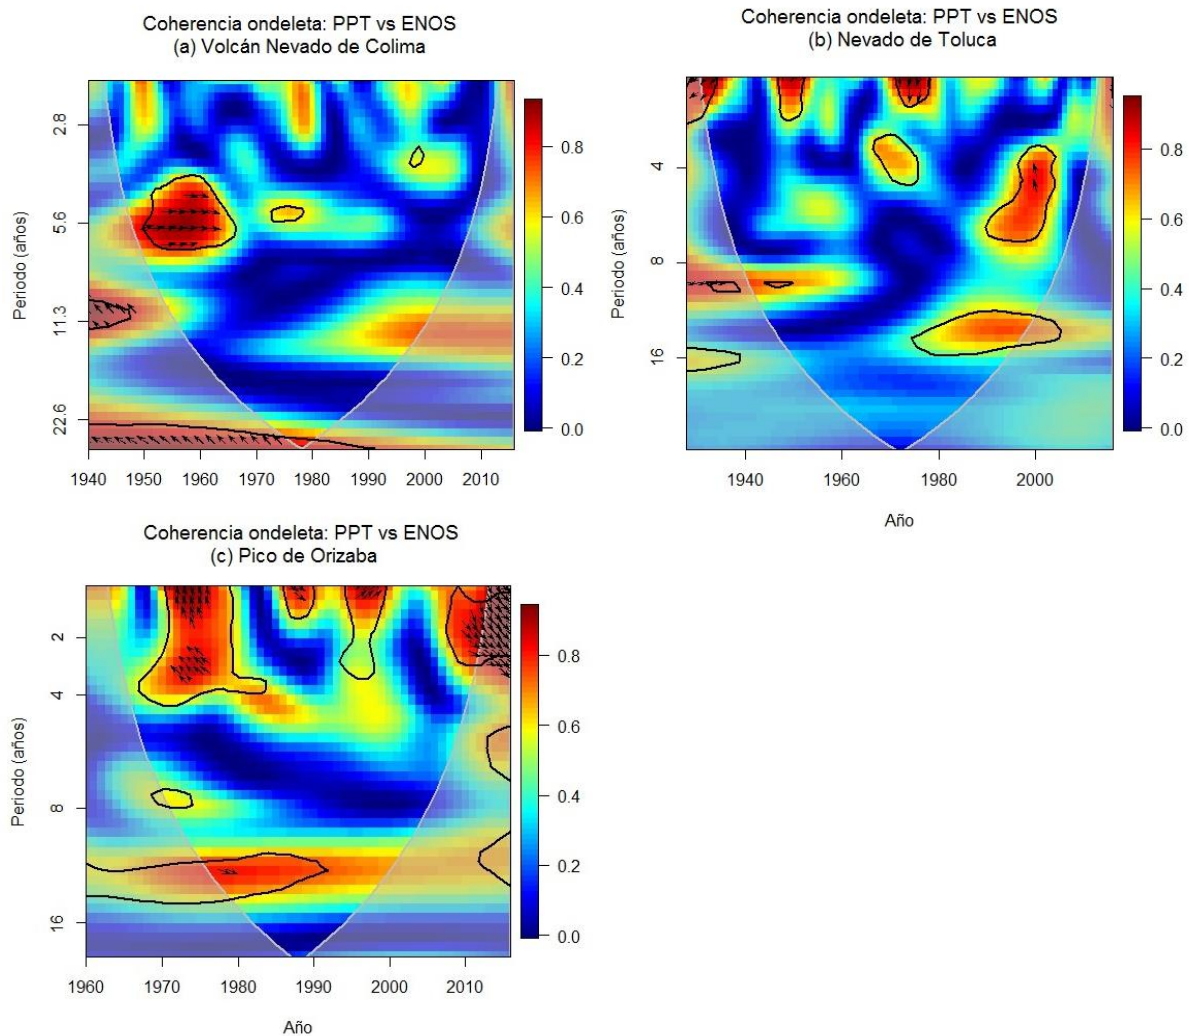 Coherencia ondeleta: PPT vs ENOS
(a) Volcán Nevado de Colima
Periodo (años)
2.8
5.6
11.3
22.6
1940 1950 1960 1970 1980 1990 2000 2010
0.8
0.6
0.4
0.2
0.0
Coherencia ondeleta: PPT vs ENOS
(b) Nevado de Toluca
Periodo (años)
4
8
16
1940 1960 1980 2000
Año
0.8
0.6
0.4
0.2
0.0
Coherencia ondeleta: PPT vs ENOS
(c) Pico de Orizaba
Periodo (años)
2
4
8
16
1960 1970 1980 1990 2000 2010
Año
0.8
0.6
0.4
0.2
0.0